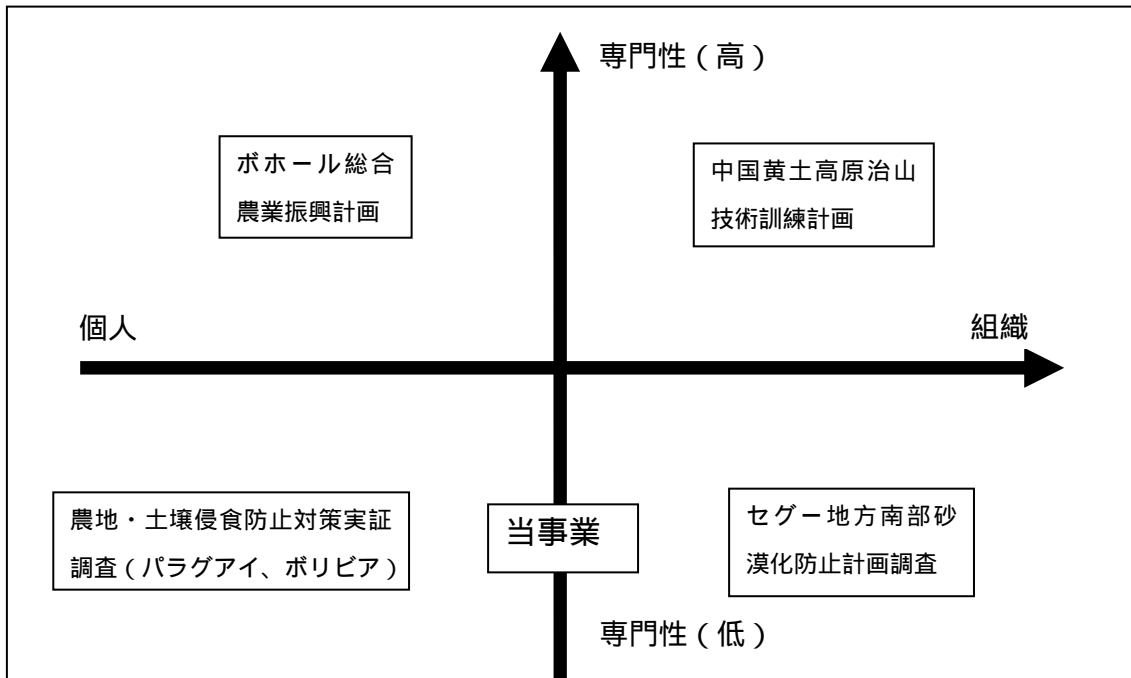 専門性（高）
ボホール総合
農業振興計画
中国黄土高原治山
技術訓練計画
個人
組織
農地・土壌侵食防止対策実証
調査（パラグアイ、ボリビア）
当事業
セグー地方南部砂
漠化防止計画調査
専門性（低）